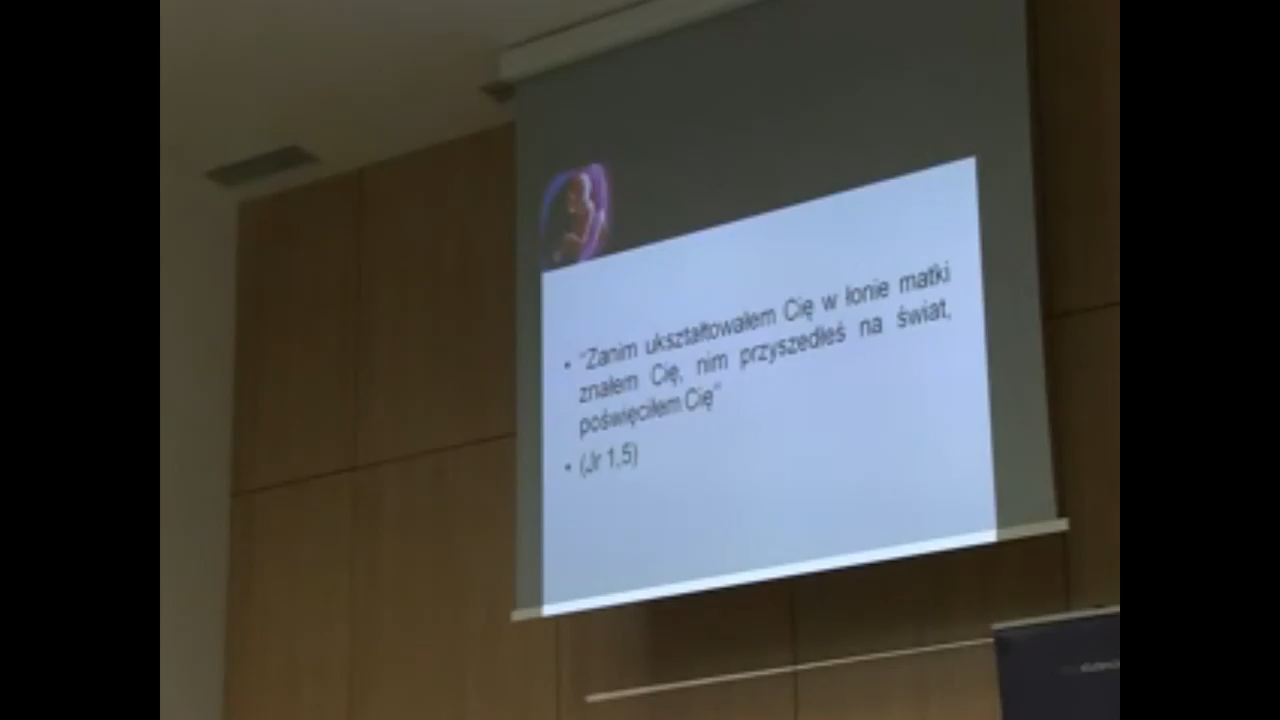 • “Zanim ukształtowałem Cię w łonie matki
znałem Cię, nim przyszedłeś na świat,
poświęciłem Cię”
• (Jr 1,5)